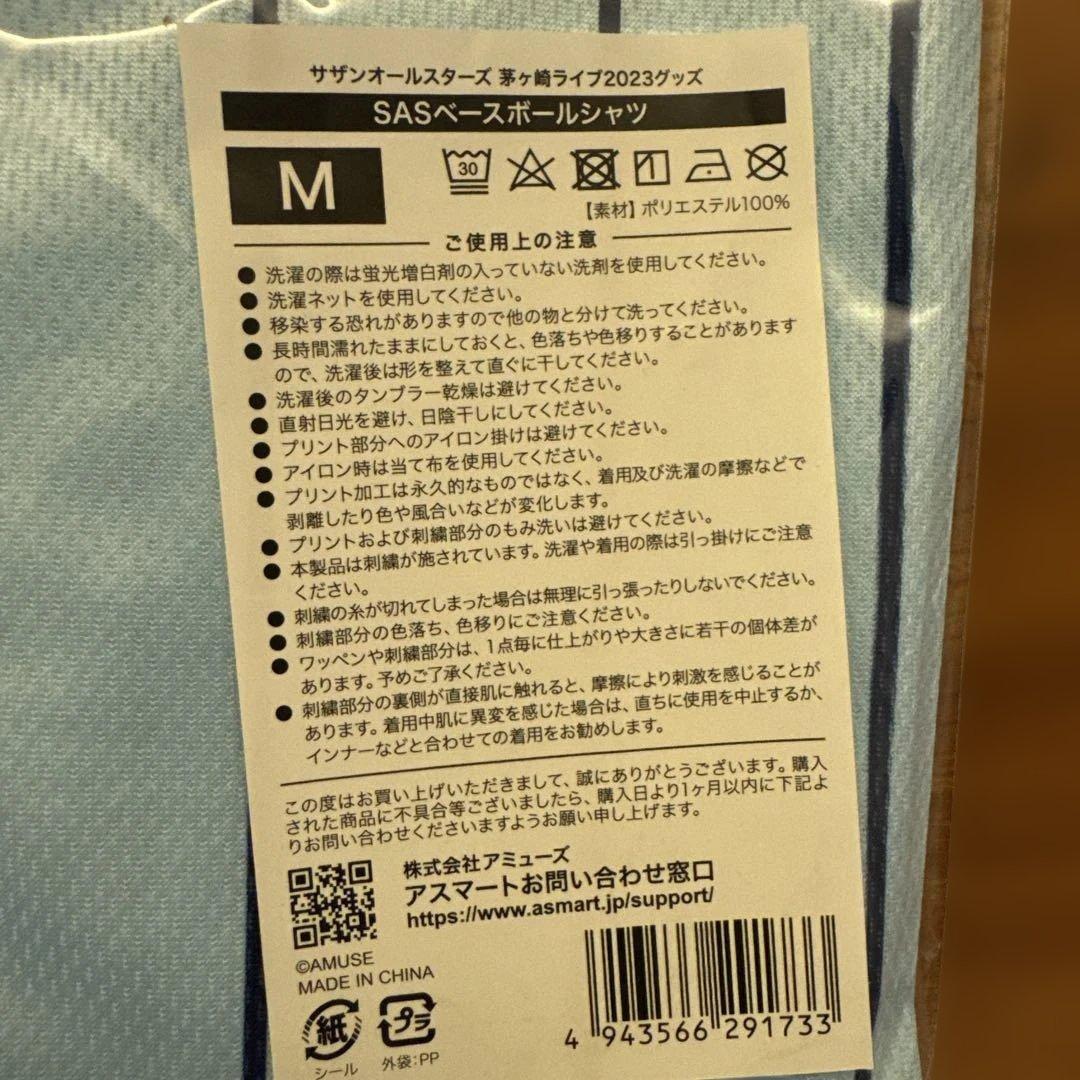 サザンオールスターズ 茅ヶ崎ライブ2023グッズ
SASベースボールシャツ
M
30
【素材】ポリエステル100%
ご使用上の注意
● 洗濯の際は蛍光増白剤の入っていない洗剤を使用してください。
● 洗濯ネットを使用してください。
● 移染する恐れがありますので他の物と分けて洗ってください。
● 長時間濡れたままにしておくと、色落ちや色移りすることがあります
ので、洗濯後は形を整えて直ぐに干してください。
● 洗濯後のタンブラー乾燥は避けてください。
● 直射日光を避け、日陰干しにしてください。
● プリント部分へのアイロン掛けは避けてください。
● アイロン時は当て布を使用してください。
● プリント加工は永久的なものではなく、着用及び洗濯の摩擦などで
剥離したり色や風合いなどが変化します。
● プリントおよび刺繍部分のもみ洗いは避けてください。
● 本製品は刺繍が施されています。洗濯や着用の際は引っ掛けにご注意
ください。
● 刺繍の糸が切れてしまった場合は無理に引っ張ったりしないでください。
● 刺繍部分の色落ち、色移りにご注意ください。
● ワッペンや刺繍部分は、1点毎に仕上がりや大きさに若干の個体差が
あります。予めご了承ください。
● 刺繍部分の裏側が直接肌に触れると、摩擦により刺激を感じることが
あります。着用中肌に異変を感じた場合は、直ちに使用を中止するか、
インナーなどと合わせての着用をお勧めします。
この度はお買い上げいただきまして、誠にありがとうございます。購入
された商品に不具合等ございましたら、購入日より1ヶ月以内に下記よ
りお問い合わせくださいますようお願い申し上げます。
株式会社アミューズ
アスマートお問い合わせ窓口
https://www.asmart.jp/support/
©AMUSE
MADE IN CHINA
紙
シール
プラ
外袋:PP
4 943566 291733